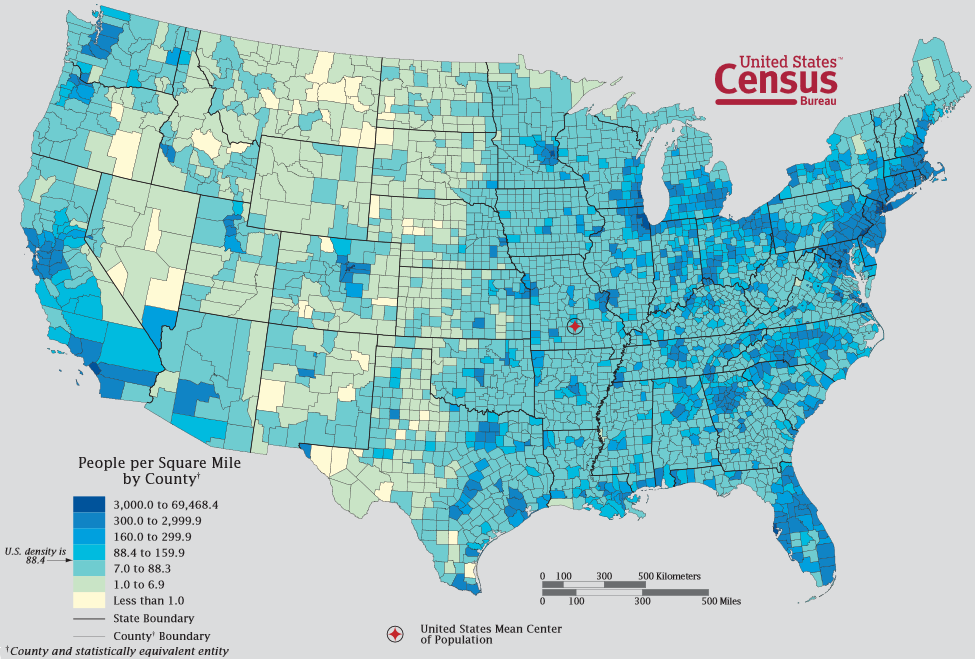 United States™
Census
Bureau
People per Square Mile
by County†
3,000.0 to 69,468.4
300.0 to 2,999.9
160.0 to 299.9
U.S. density is
88.4
88.4 to 159.9
7.0 to 88.3
1.0 to 6.9
Less than 1.0
State Boundary
County† Boundary
†County and statistically equivalent entity
0 100 300 500 Kilometers
0 100 300 500 Miles
United States Mean Center
of Population